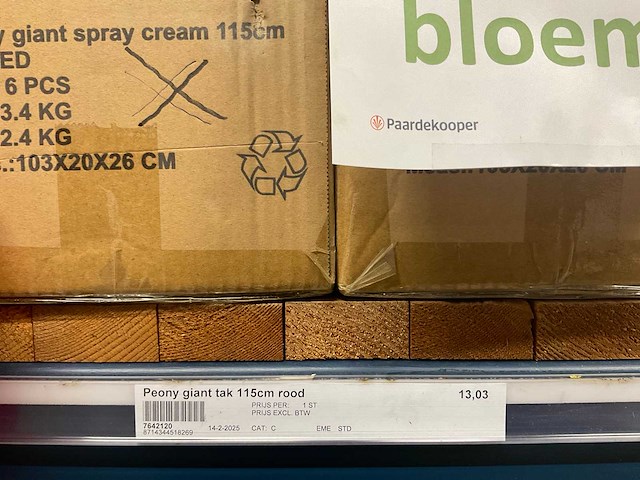 y giant spray cream 115cm
ED
6 PCS
3.4 KG
2.4 KG
.:103X20X26 CM
bloem
Paardekooper
Peony giant tak 115cm rood
13,03
PRIJS PER: 1 ST
PRIJS EXCL. BTW
7642120
8714344518269
14-2-2025 CAT: C EME STD